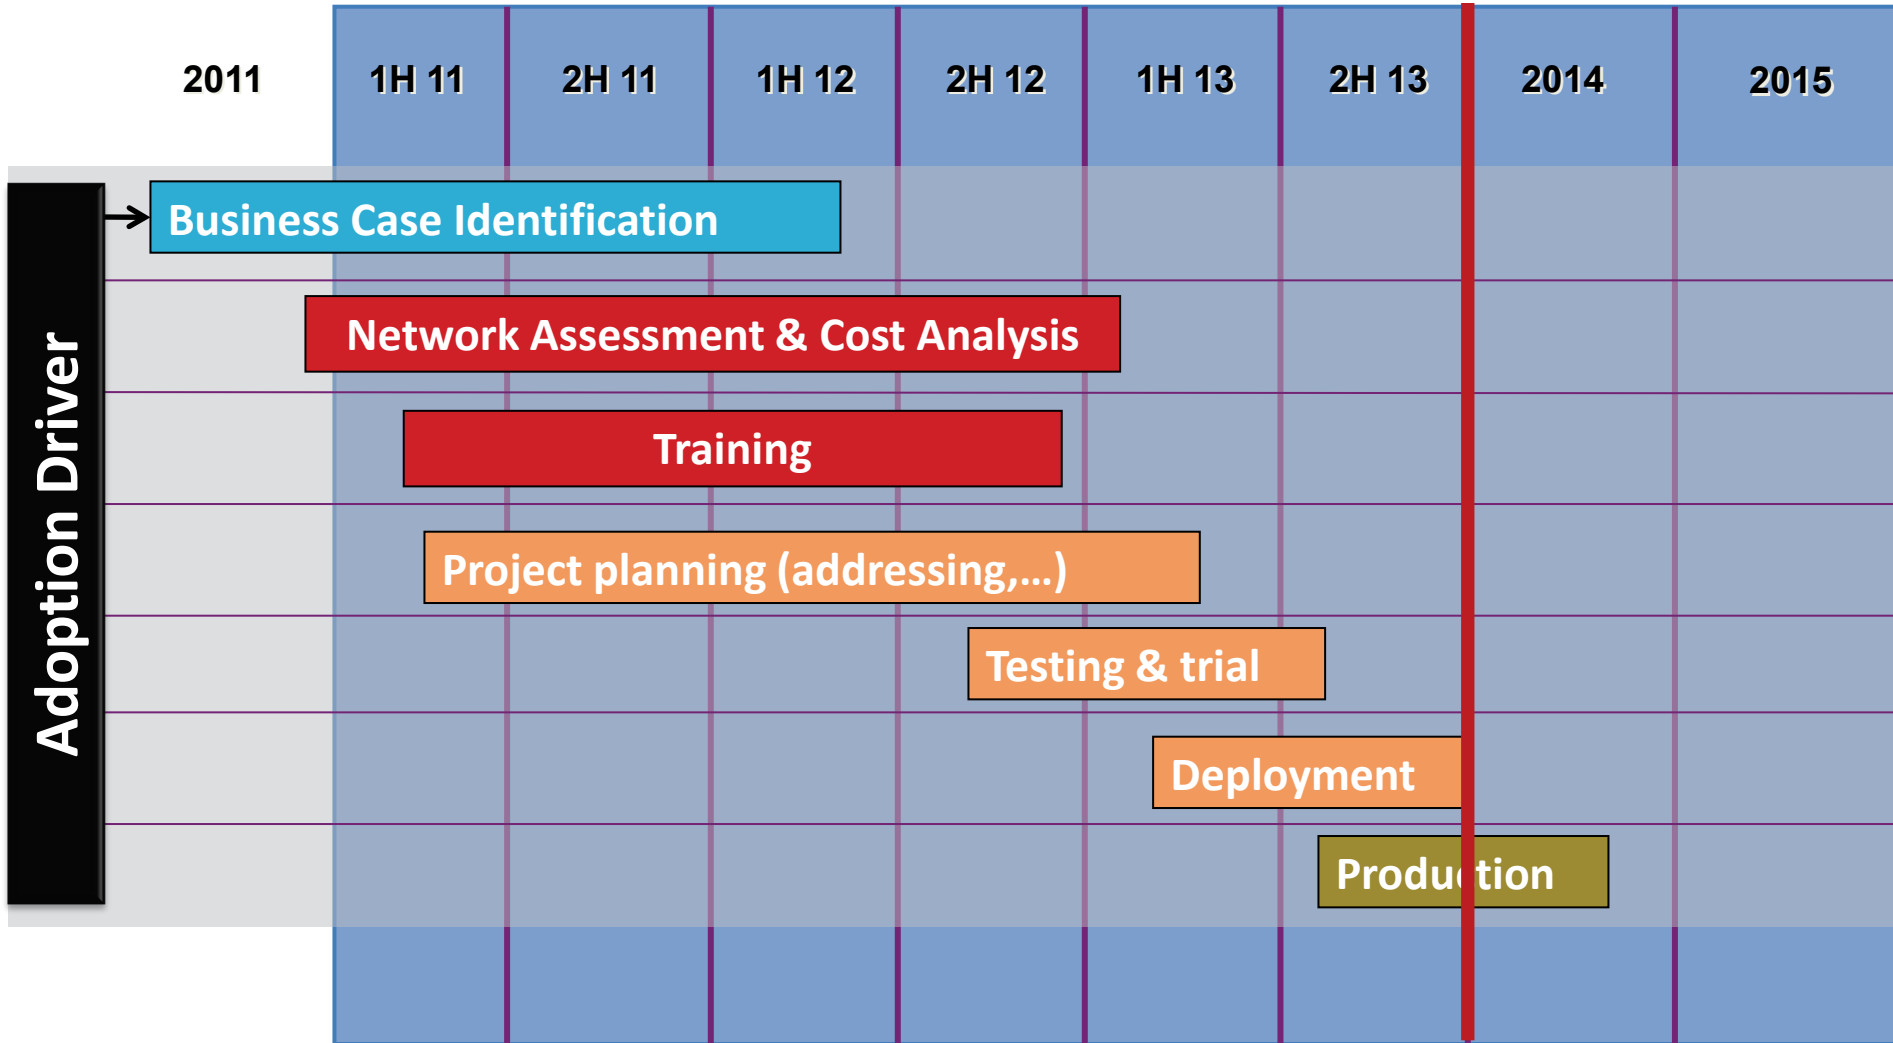 2011 1H 11 2H 11 1H 12 2H 12 1H 13 2H 13 2014 2015
Adoption Driver
Business Case Identification
Network Assessment & Cost Analysis
Training
Project planning (addressing,...)
Testing & trial
Deployment
Production